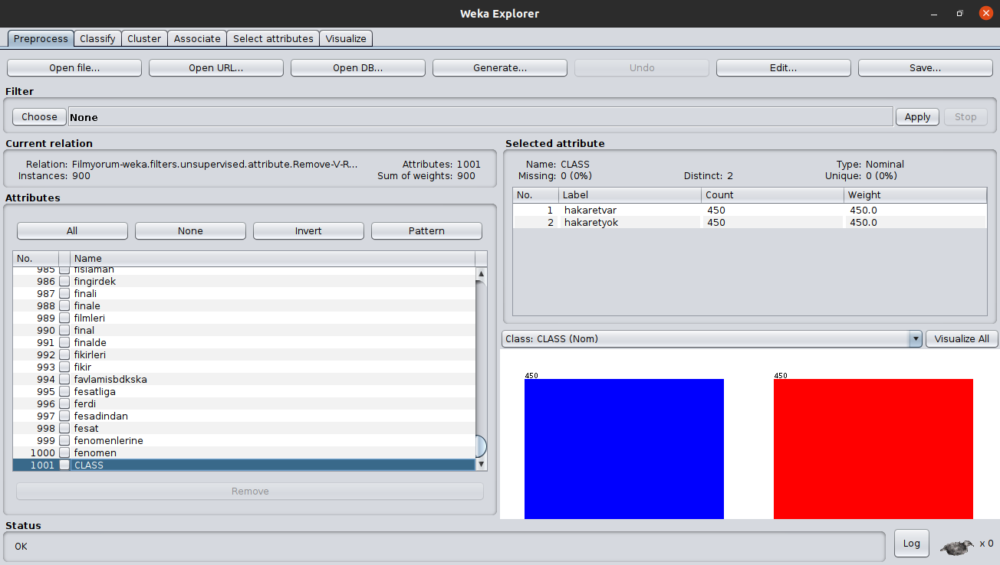 Weka Explorer
Preprocess Classify Cluster Associate Select attributes Visualize
Open file... Open URL... Open DB... Generate... Undo Edit... Save...
Filter
Choose None Apply Stop
Current relation
Relation: Filmyorum-weka.filters.unsupervised.attribute.Remove-V-R... Attributes: 1001
Instances: 900 Sum of weights: 900
Attributes
All None Invert Pattern
No. Name
985 fislaman
986 fingirdek
987 finali
988 finale
989 filmleri
990 final
991 finalde
992 fikirleri
993 fikir
994 favlamisbdkska
995 fesatliga
996 ferdi
997 fesadindan
998 fesat
999 fenomenlerine
1000 fenomen
1001 CLASS
Remove
Selected attribute
Name: CLASS Type: Nominal
Missing: 0 (0%) Distinct: 2 Unique: 0 (0%)
No. Label Count Weight
1 hakaretvar 450 450.0
2 hakaretyok 450 450.0
Class: CLASS (Nom) Visualize All
450 450
Status
OK Log x 0